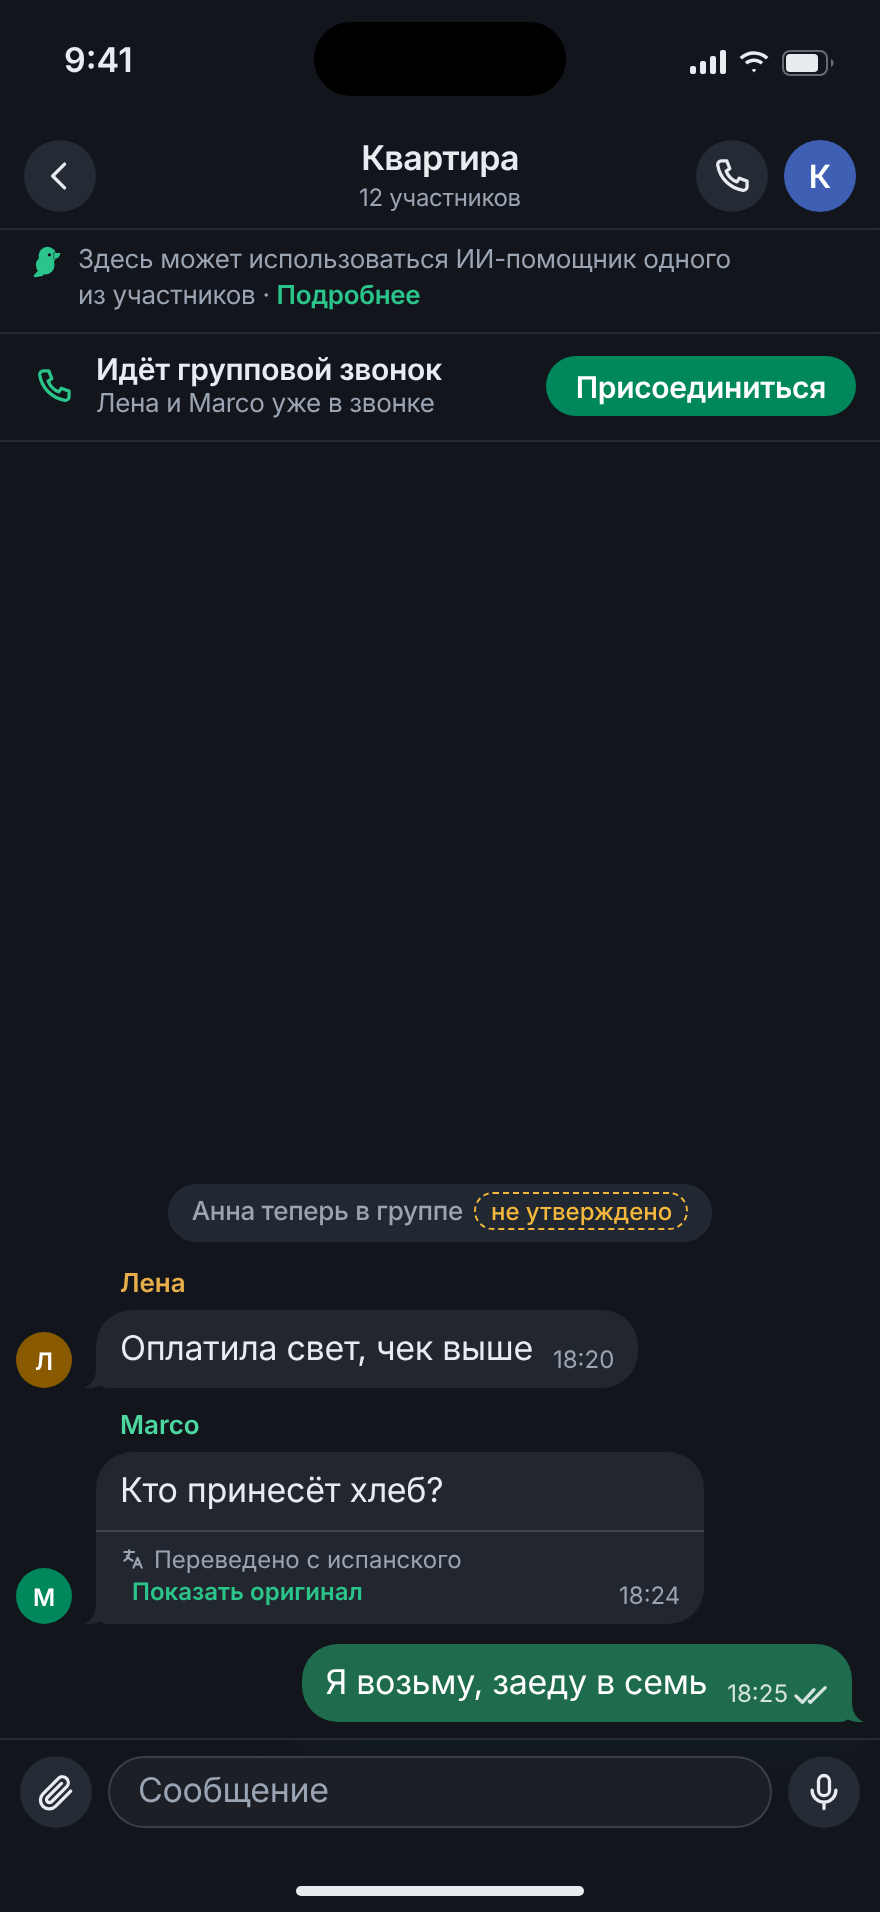 9:41
Квартира
12 участников
К
Здесь может использоваться ИИ-помощник одного
из участников · Подробнее
Идёт групповой звонок
Лена и Marco уже в звонке
Присоединиться
Анна теперь в группе не утверждено
Лена
Л
Оплатила свет, чек выше 18:20
Marco
Кто принесёт хлеб?
Переведено с испанского
М
Показать оригинал 18:24
Я возьму, заеду в семь 18:25
Сообщение